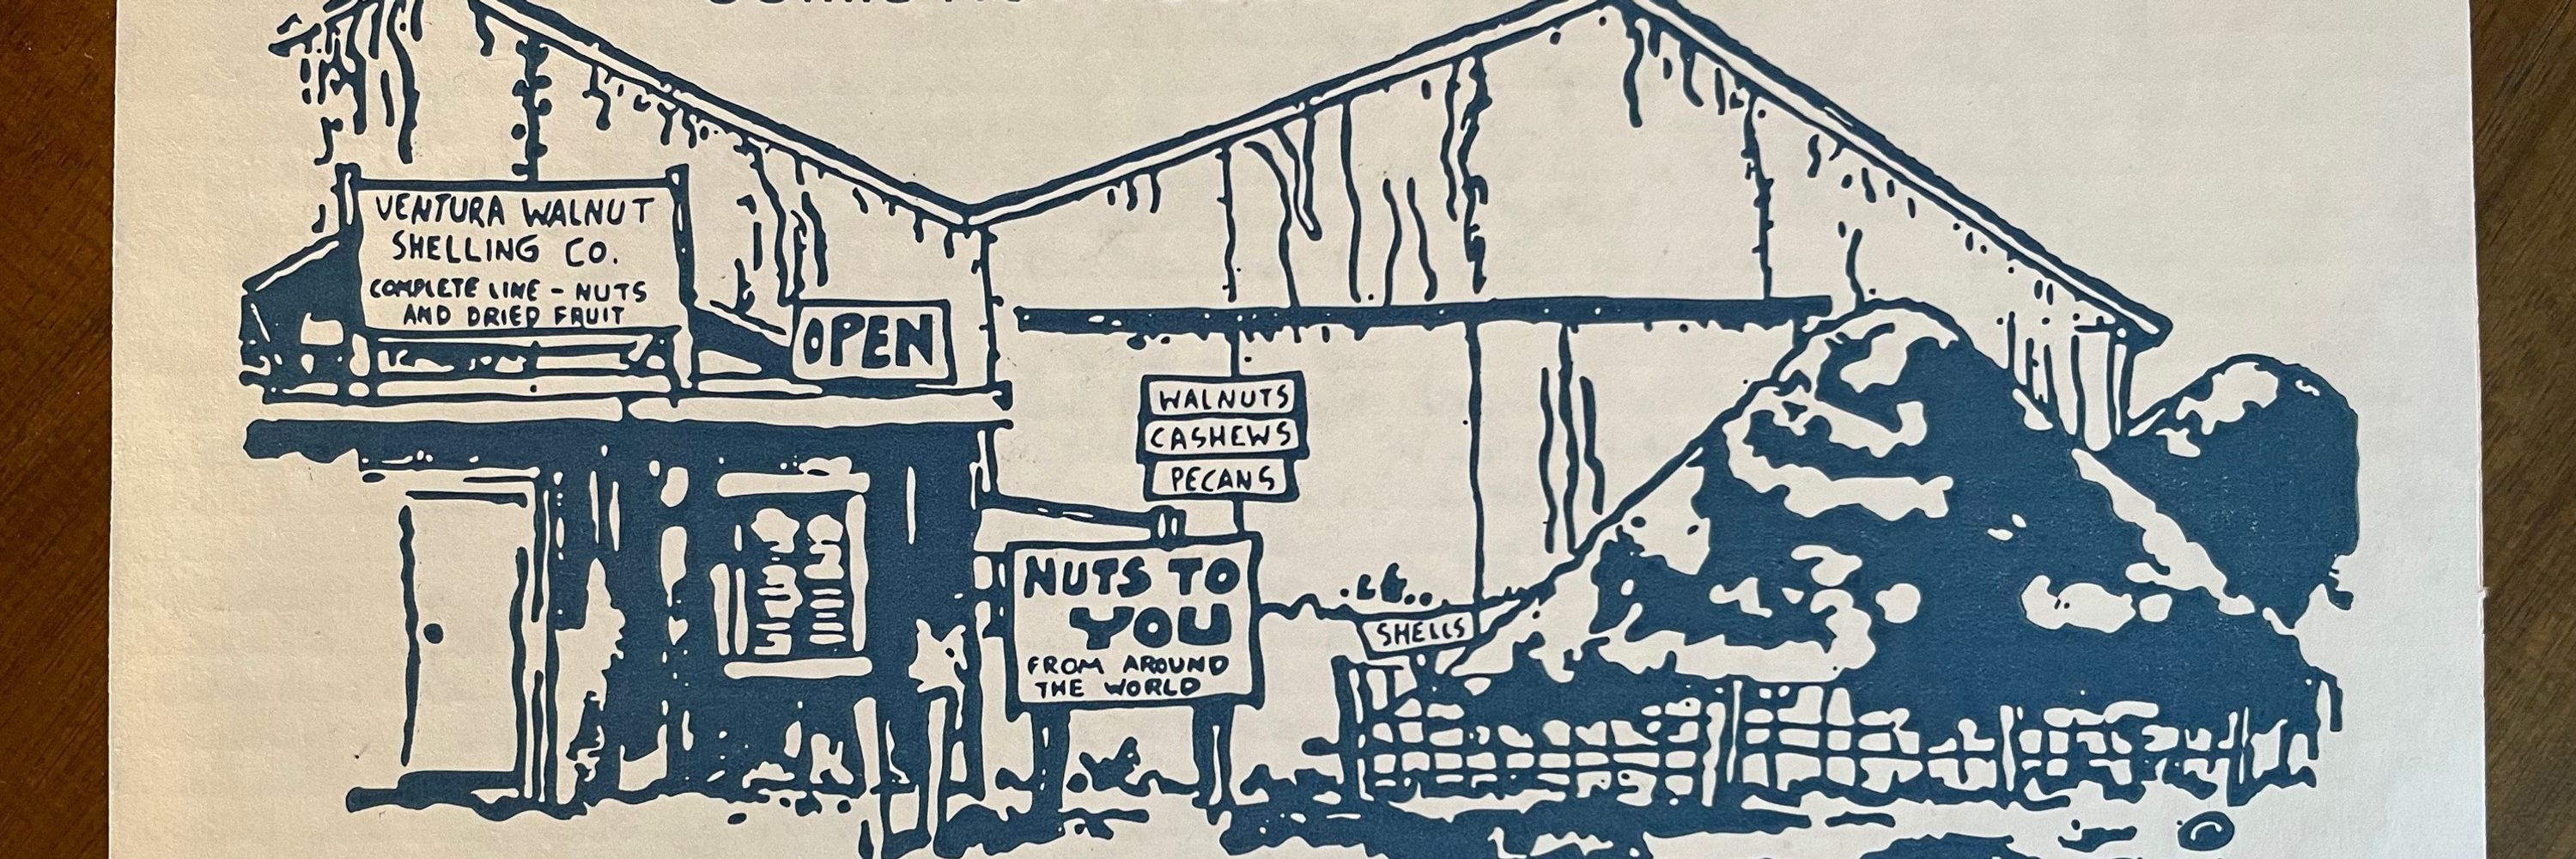 VENTURA WALNUT
SHELLING CO.
COMPLETE LINE - NUTS
AND DRIED FRUIT
OPEN
WALNUTS
CASHEWS
PECANS
NUTS TO
YOU
FROM AROUND
THE WORLD
SHELLS